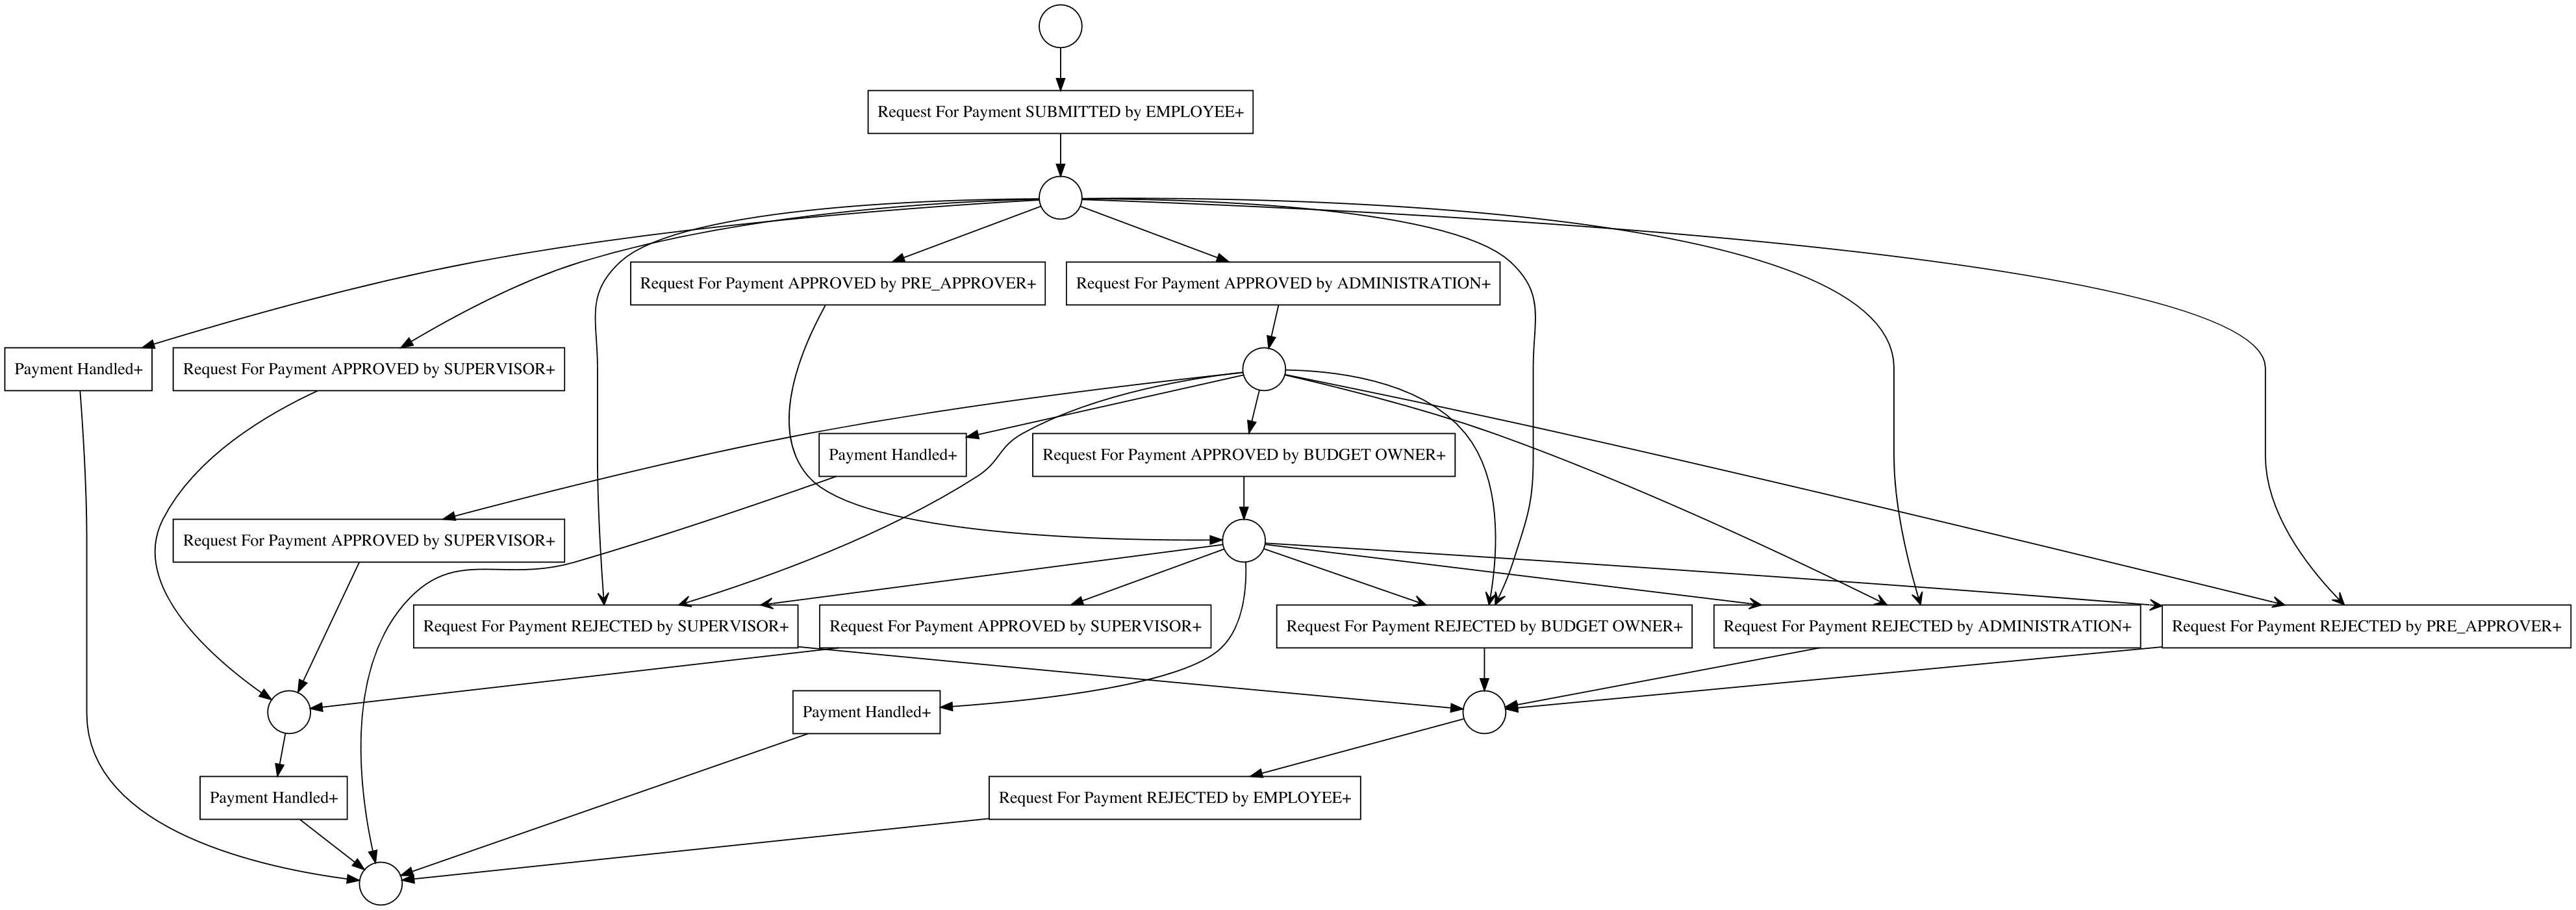 Request For Payment SUBMITTED by EMPLOYEE+
Request For Payment APPROVED by PRE_APPROVER+
Request For Payment APPROVED by ADMINISTRATION+
Payment Handled+
Request For Payment APPROVED by SUPERVISOR+
Payment Handled+
Request For Payment APPROVED by BUDGET OWNER+
Request For Payment APPROVED by SUPERVISOR+
Request For Payment REJECTED by SUPERVISOR+
Request For Payment APPROVED by SUPERVISOR+
Request For Payment REJECTED by BUDGET OWNER+
Request For Payment REJECTED by ADMINISTRATION+
Request For Payment REJECTED by PRE_APPROVER+
Payment Handled+
Payment Handled+
Request For Payment REJECTED by EMPLOYEE+